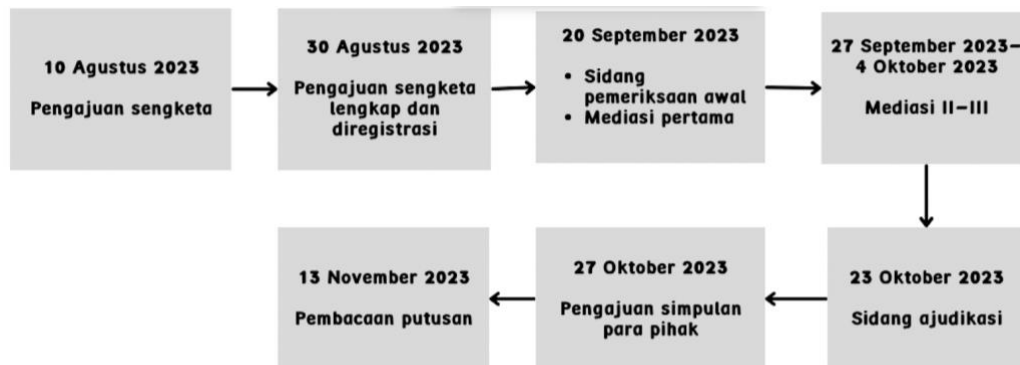 10 Agustus 2023
Pengajuan sengketa
30 Agustus 2023
Pengajuan sengketa
lengkap dan
diregistrasi
20 September 2023
• Sidang
pemeriksaan awal
• Mediasi pertama
27 September 2023–
4 Oktober 2023
Mediasi II–III
23 Oktober 2023
Sidang ajudikasi
27 Oktober 2023
Pengajuan simpulan
para pihak
13 November 2023
Pembacaan putusan